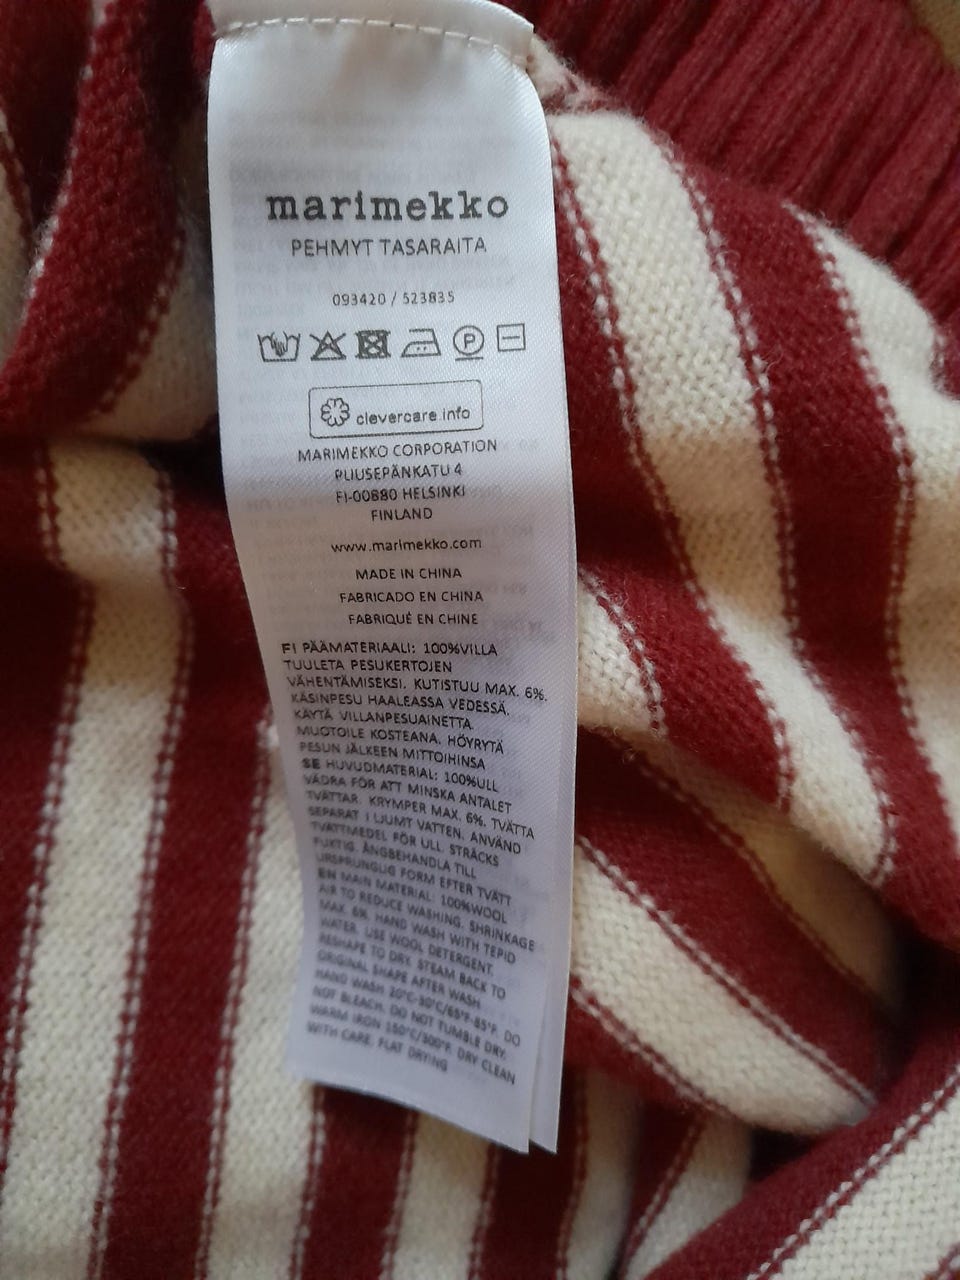 marimekko
PEHMYT TASARAITA
093420 / 523835
P
clevercare.info
MARIMEKKO CORPORATION
PUUSEPÄNKATU 4
FI-00880 HELSINKI
FINLAND
www.marimekko.com
MADE IN CHINA
FABRICADO EN CHINA
FABRIQUÉ EN CHINE
FI PÄÄMATERIAALI: 100%VILLA
TUULETA PESUKERTOJEN
VÄHENTÄMISEKSI. KUTISTUU MAX. 6%.
KÄSINPESU HAALEASSA VEDESSÄ.
KÄYTÄ VILLANPESUAINETTA.
MUOTOILE KOSTEANA. HÖYRYTÄ
PESUN JÄLKEEN MITTOIHINSA
SE HUVUDMATERIAL: 100%ULL
VÄDRA FÖR ATT MINSKA ANTALET
TVÄTTAR. KRYMPER MAX. 6%. TVÄTTA
SEPARAT I LJUMT VATTEN. ANVÄND
TVÄTTMEDEL FÖR ULL. STRÄCKS
FUKTIG. ÅNGBEHANDLA TILL
URSPRUNGLIG FORM EFTER TVÄTT
EN MAIN MATERIAL: 100%WOOL
AIR TO REDUCE WASHING. SHRINKAGE
MAX. 6%. HAND WASH WITH TEPID
WATER. USE WOOL DETERGENT.
RESHAPE TO DRY. STEAM BACK TO
ORIGINAL SHAPE AFTER WASH
HAND WASH 20°C-30°C/65°F-85°F. DO
NOT BLEACH. DO NOT TUMBLE DRY.
WARM IRON 150°C/300°F. DRY CLEAN
WITH CARE. FLAT DRYING